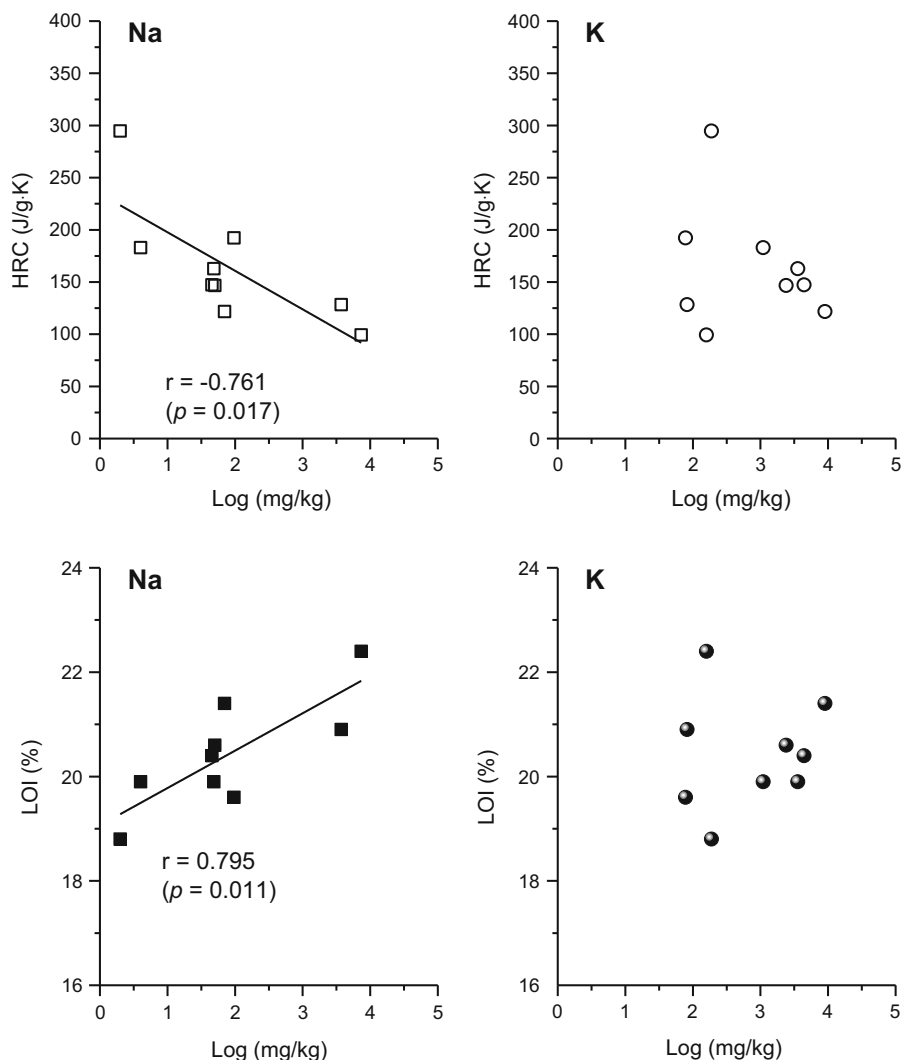 Na
400
350
300
250
200
150
100
50
0
HRC (J/g·K)
r = -0.761
(p = 0.017)
0 1 2 3 4 5
Log (mg/kg)
K
400
350
300
250
200
150
100
50
0
HRC (J/g·K)
0 1 2 3 4 5
Log (mg/kg)
Na
24
22
20
18
16
LOI (%)
r = 0.795
(p = 0.011)
0 1 2 3 4 5
Log (mg/kg)
K
24
22
20
18
16
LOI (%)
0 1 2 3 4 5
Log (mg/kg)